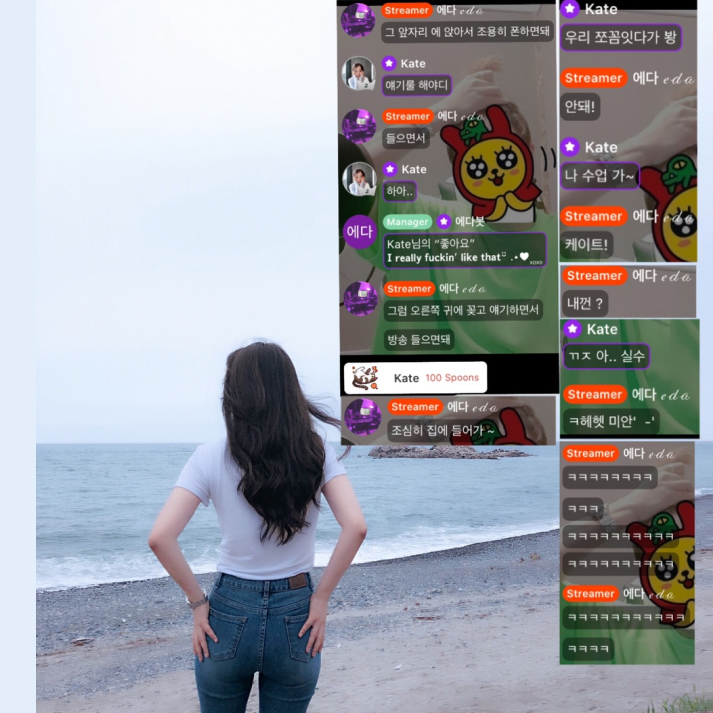 Streamer 에다 eda
그 앞자리 에 앉아서 조용히 폰하면돼
Kate
얘기룰 해야디
Streamer 에다 eda
들으면서
Kate
하아..
에다
Manager 에다봇
Kate님의 “좋아요”
I really fuckin' like that .•♥
xoxo
Streamer 에다 eda
그럼 오른쪽 귀에 꽂고 얘기하면서
방송 들으면돼
Kate 100 Spoons
Streamer 에다 eda
조심히 집에 들어가 ~
Kate
우리 쪼꼼잇다가 봥
Streamer 에다 eda
안돼!
Kate
나 수업 가~
Streamer 에다 eda
케이트!
Streamer 에다 eda
내껀 ?
Kate
ㄲㅈ 아.. 실수
Streamer 에다 eda
ㅋ헤헷 미안' -'
Streamer 에다 eda
ㅋㅋㅋㅋㅋㅋㅋㅋ
ㅋㅋㅋ
ㅋㅋㅋㅋㅋㅋㅋㅋㅋㅋ
ㅋㅋㅋㅋㅋㅋㅋㅋㅋㅋ
Streamer 에다 eda
ㅋㅋㅋㅋㅋㅋㅋㅋㅋㅋㅋ
ㅋㅋㅋㅋ